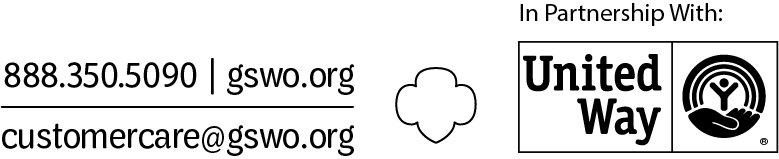 In Partnership With:
888.350.5090 | gswo.org
customercare@gswo.org
United
Way
®